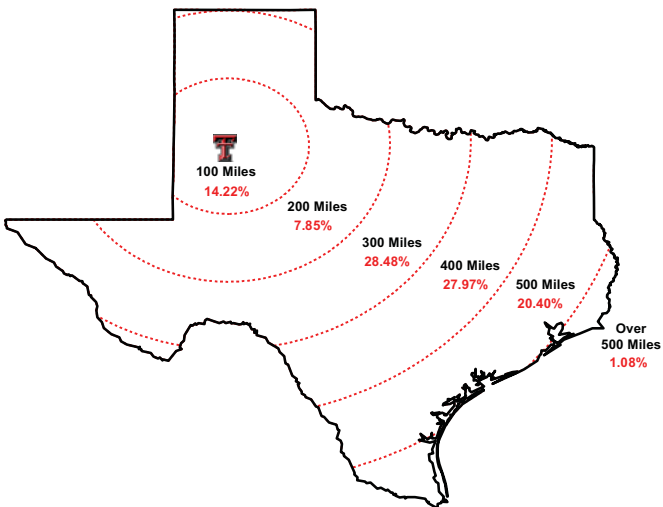 100 Miles
14.22%
200 Miles
7.85%
300 Miles
28.48%
400 Miles
27.97%
500 Miles
20.40%
Over
500 Miles
1.08%